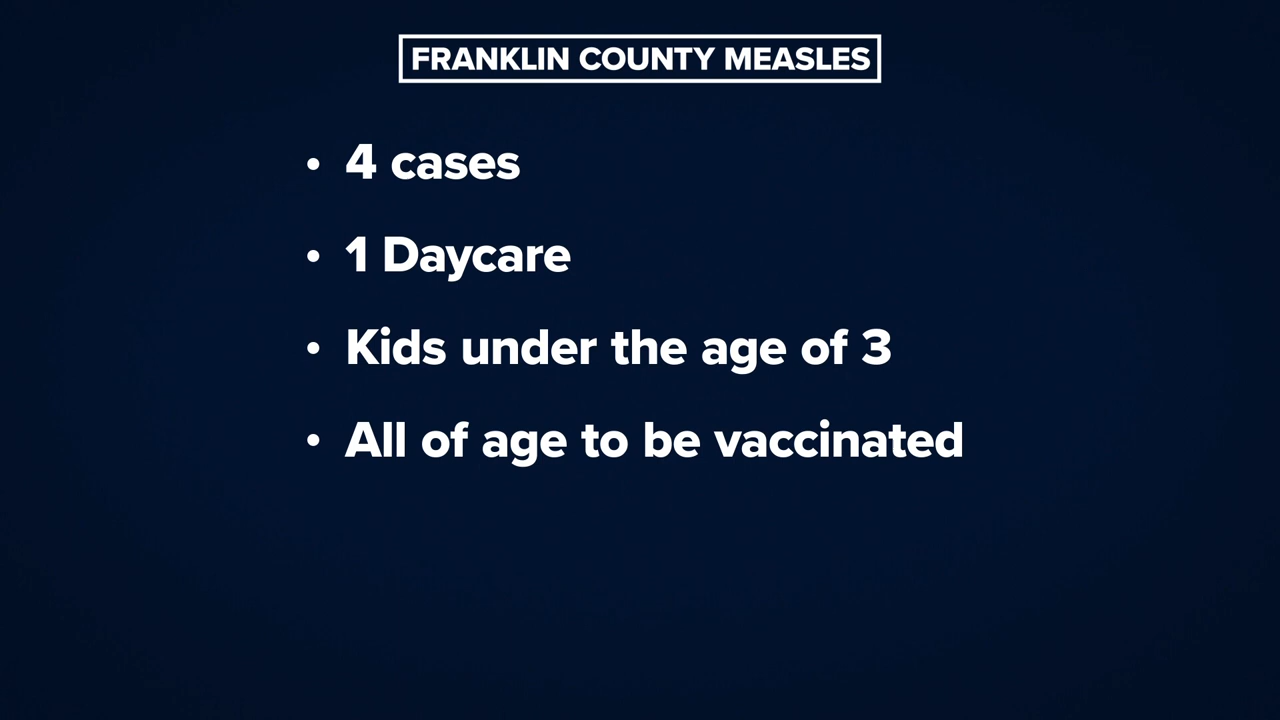 FRANKLIN COUNTY MEASLES
• 4 cases
• 1 Daycare
• Kids under the age of 3
• All of age to be vaccinated